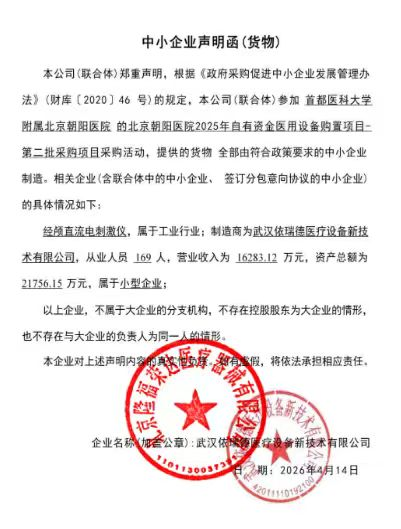 中小企业声明函(货物)
本公司(联合体)郑重声明，根据《政府采购促进中小企业发展管理办
法》(财库〔2020〕46 号)的规定，本公司(联合体)参加 首都医科大学
附属北京朝阳医院 的北京朝阳医院2025年自有资金医用设备购置项目-
第二批采购项目采购活动，提供的货物 全部由符合政策要求的中小企业
制造。相关企业(含联合体中的中小企业、 签订分包意向协议的中小企业)
的具体情况如下：
经颅直流电刺激仪，属于工业行业；制造商为武汉依瑞德医疗设备新技
术有限公司，从业人员 169 人，营业收入为 16283.12 万元，资产总额为
21756.15 万元，属于小型企业；
以上企业，不属于大企业的分支机构，不存在控股股东为大企业的情形，
也不存在与大企业的负责人为同一人的情形。
本企业对上述声明内容的真实性负责。如有虚假，将依法承担相应责任。
北京隆福荣达医疗器械有限公司
企业名称(加盖公章)：武汉依瑞德医疗设备新技术有限公司
日 期：2026年4月14日